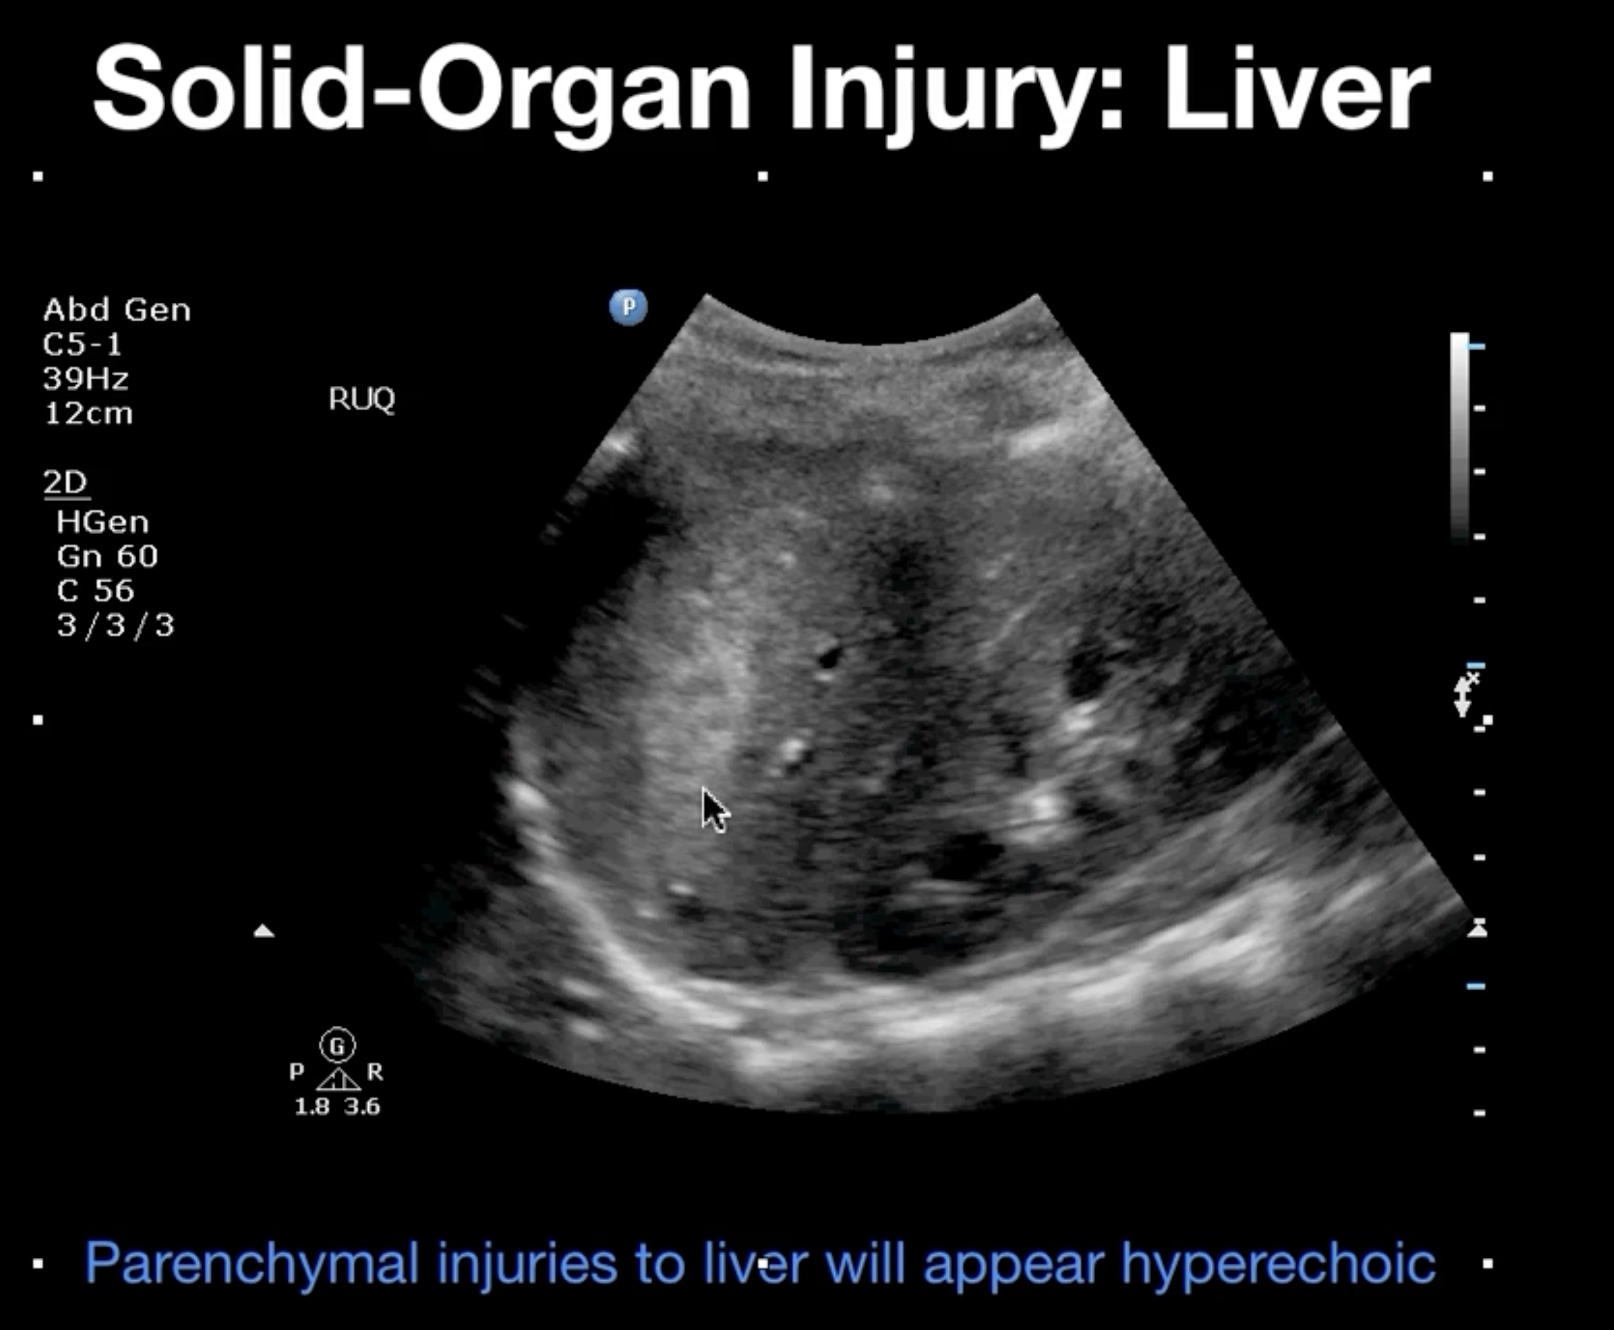 Solid-Organ Injury: Liver
Abd Gen
C5-1
39Hz
12cm
2D
HGen
Gn 60
C 56
3/3/3
P
RUQ
x
G
P R
1.8 3.6
Parenchymal injuries to liver will appear hyperechoic